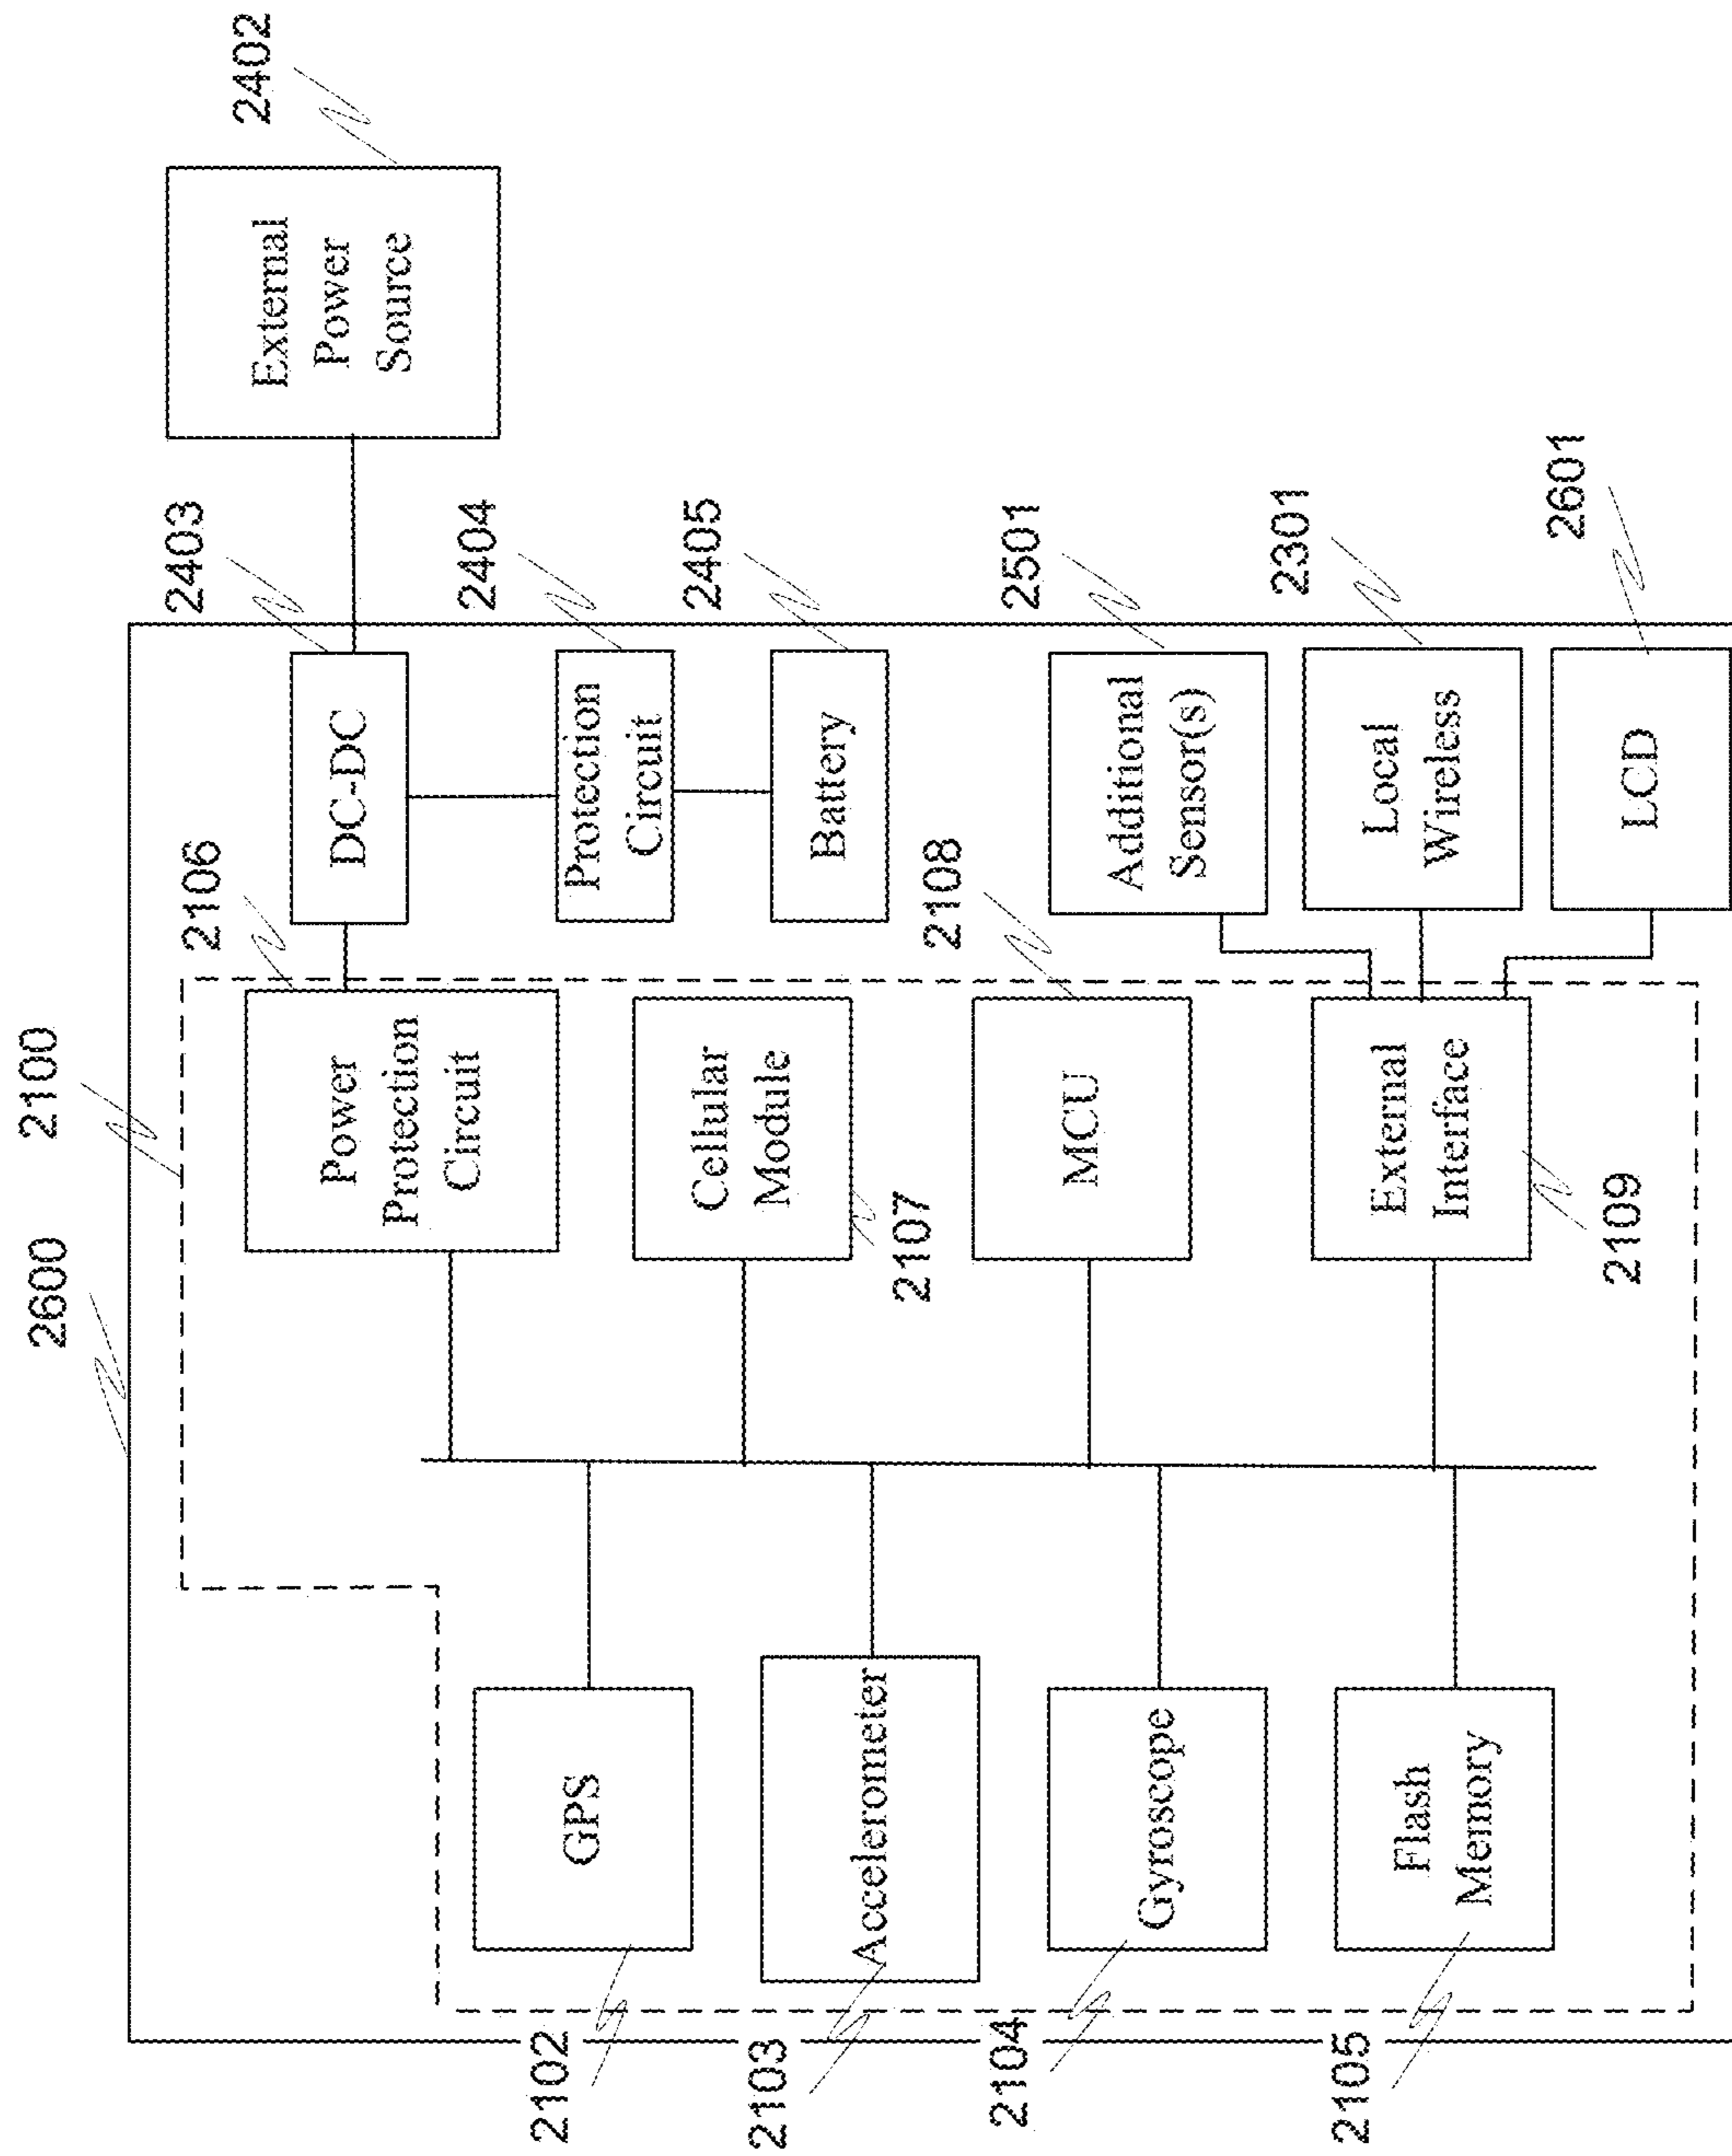 2600
2100
2102
GPS
2103
Accelerometer
2104
Gyroscope
2105
Flash
Memory
2106
Power
Protection
Circuit
Cellular
Module
2107
2108
MCU
External
Interface
2109
2403
DC-DC
2404
Protection
Circuit
2405
Battery
2501
Additional
Sensor(s)
2301
Local
Wireless
2601
LCD
2402
External
Power
Source